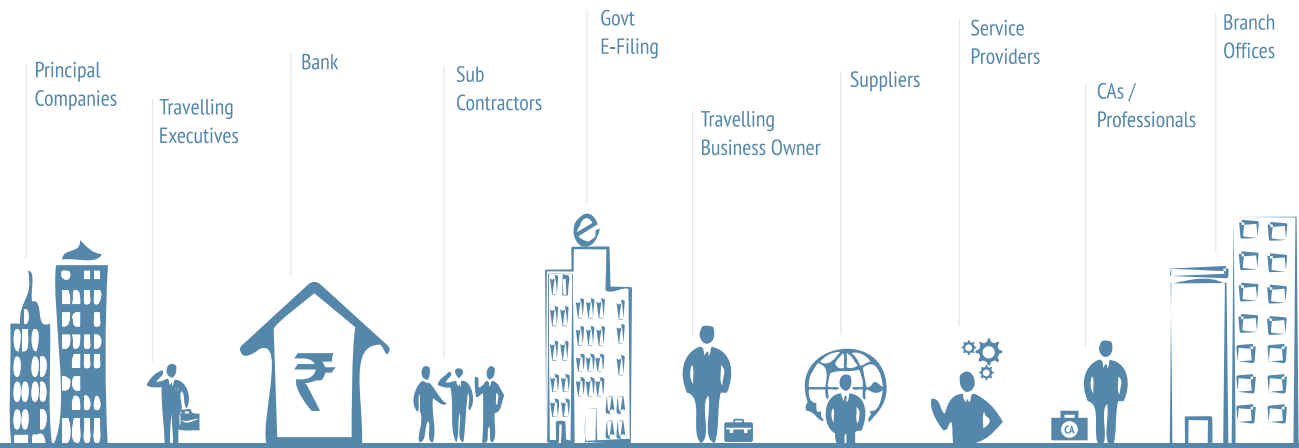 Principal
Companies
Travelling
Executives
Bank
₹
Sub
Contractors
Govt
E-Filing
e
Travelling
Business Owner
Suppliers
Service
Providers
CAs /
Professionals
CA
Branch
Offices